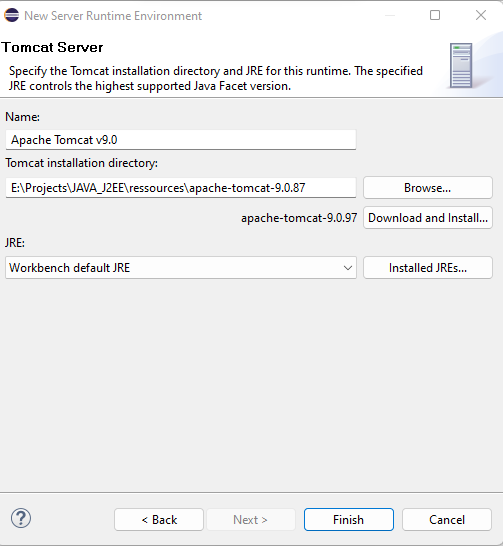 New Server Runtime Environment
Tomcat Server
Specify the Tomcat installation directory and JRE for this runtime. The specified
JRE controls the highest supported Java Facet version.
Name:
Apache Tomcat v9.0
Tomcat installation directory:
E:\Projects\JAVA_J2EE\ressources\apache-tomcat-9.0.87
Browse...
apache-tomcat-9.0.97
Download and Install...
JRE:
Workbench default JRE
Installed JREs...
?
< Back
Next >
Finish
Cancel